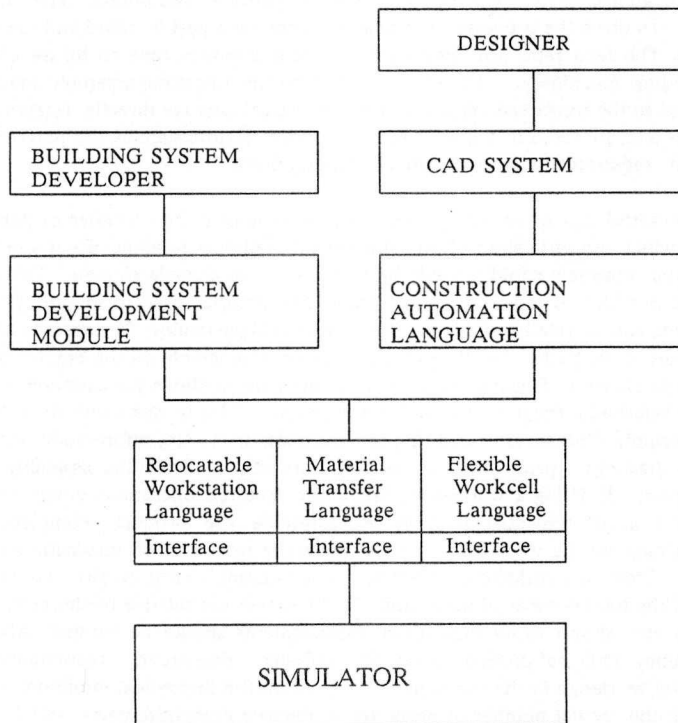 DESIGNER
BUILDING SYSTEM
DEVELOPER
CAD SYSTEM
BUILDING SYSTEM
DEVELOPMENT
MODULE
CONSTRUCTION
AUTOMATION
LANGUAGE
Relocatable
Workstation
Language
Material
Transfer
Language
Flexible
Workcell
Language
Interface
Interface
Interface
SIMULATOR